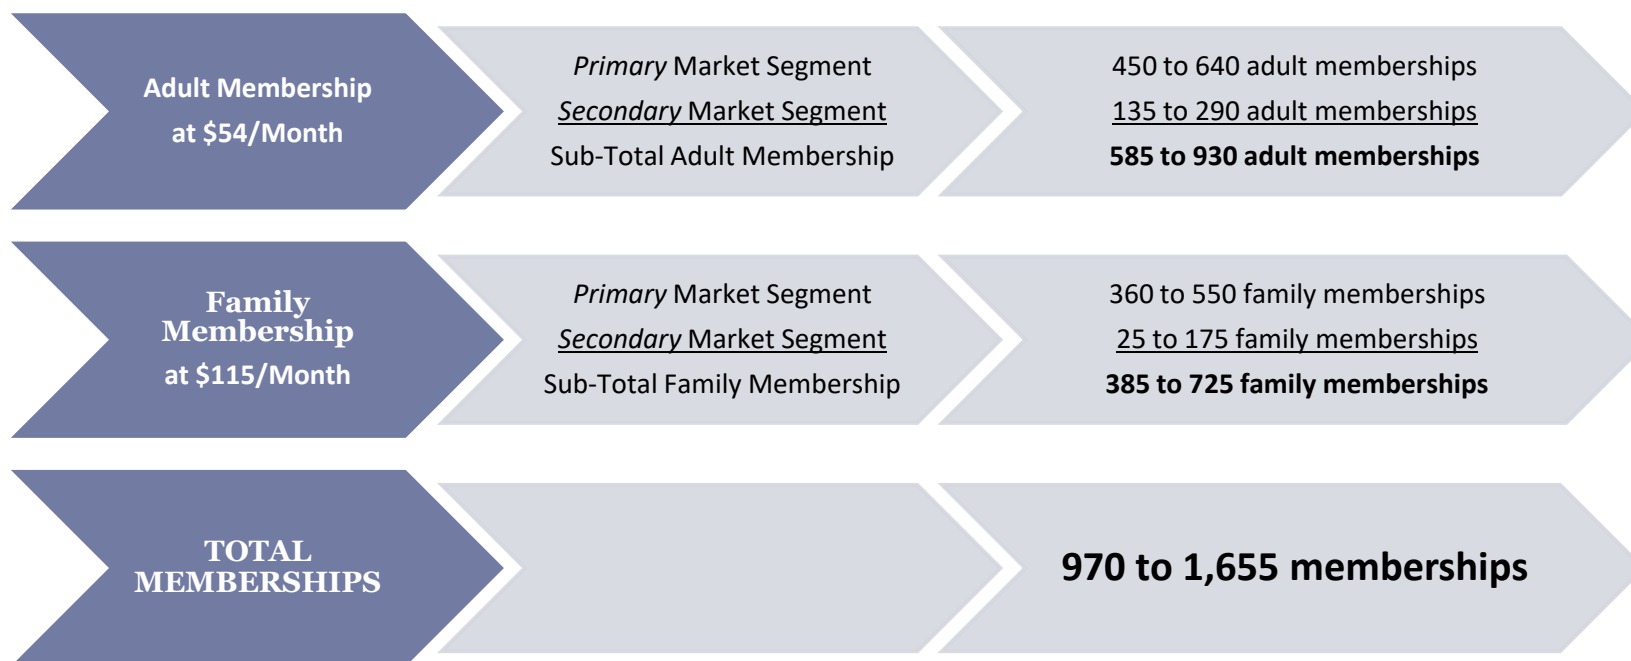 Adult Membership
at $54/Month
Primary Market Segment
Secondary Market Segment
Sub-Total Adult Membership
450 to 640 adult memberships
135 to 290 adult memberships
585 to 930 adult memberships
Family
Membership
at $115/Month
Primary Market Segment
Secondary Market Segment
Sub-Total Family Membership
360 to 550 family memberships
25 to 175 family memberships
385 to 725 family memberships
TOTAL
MEMBERSHIPS
970 to 1,655 memberships